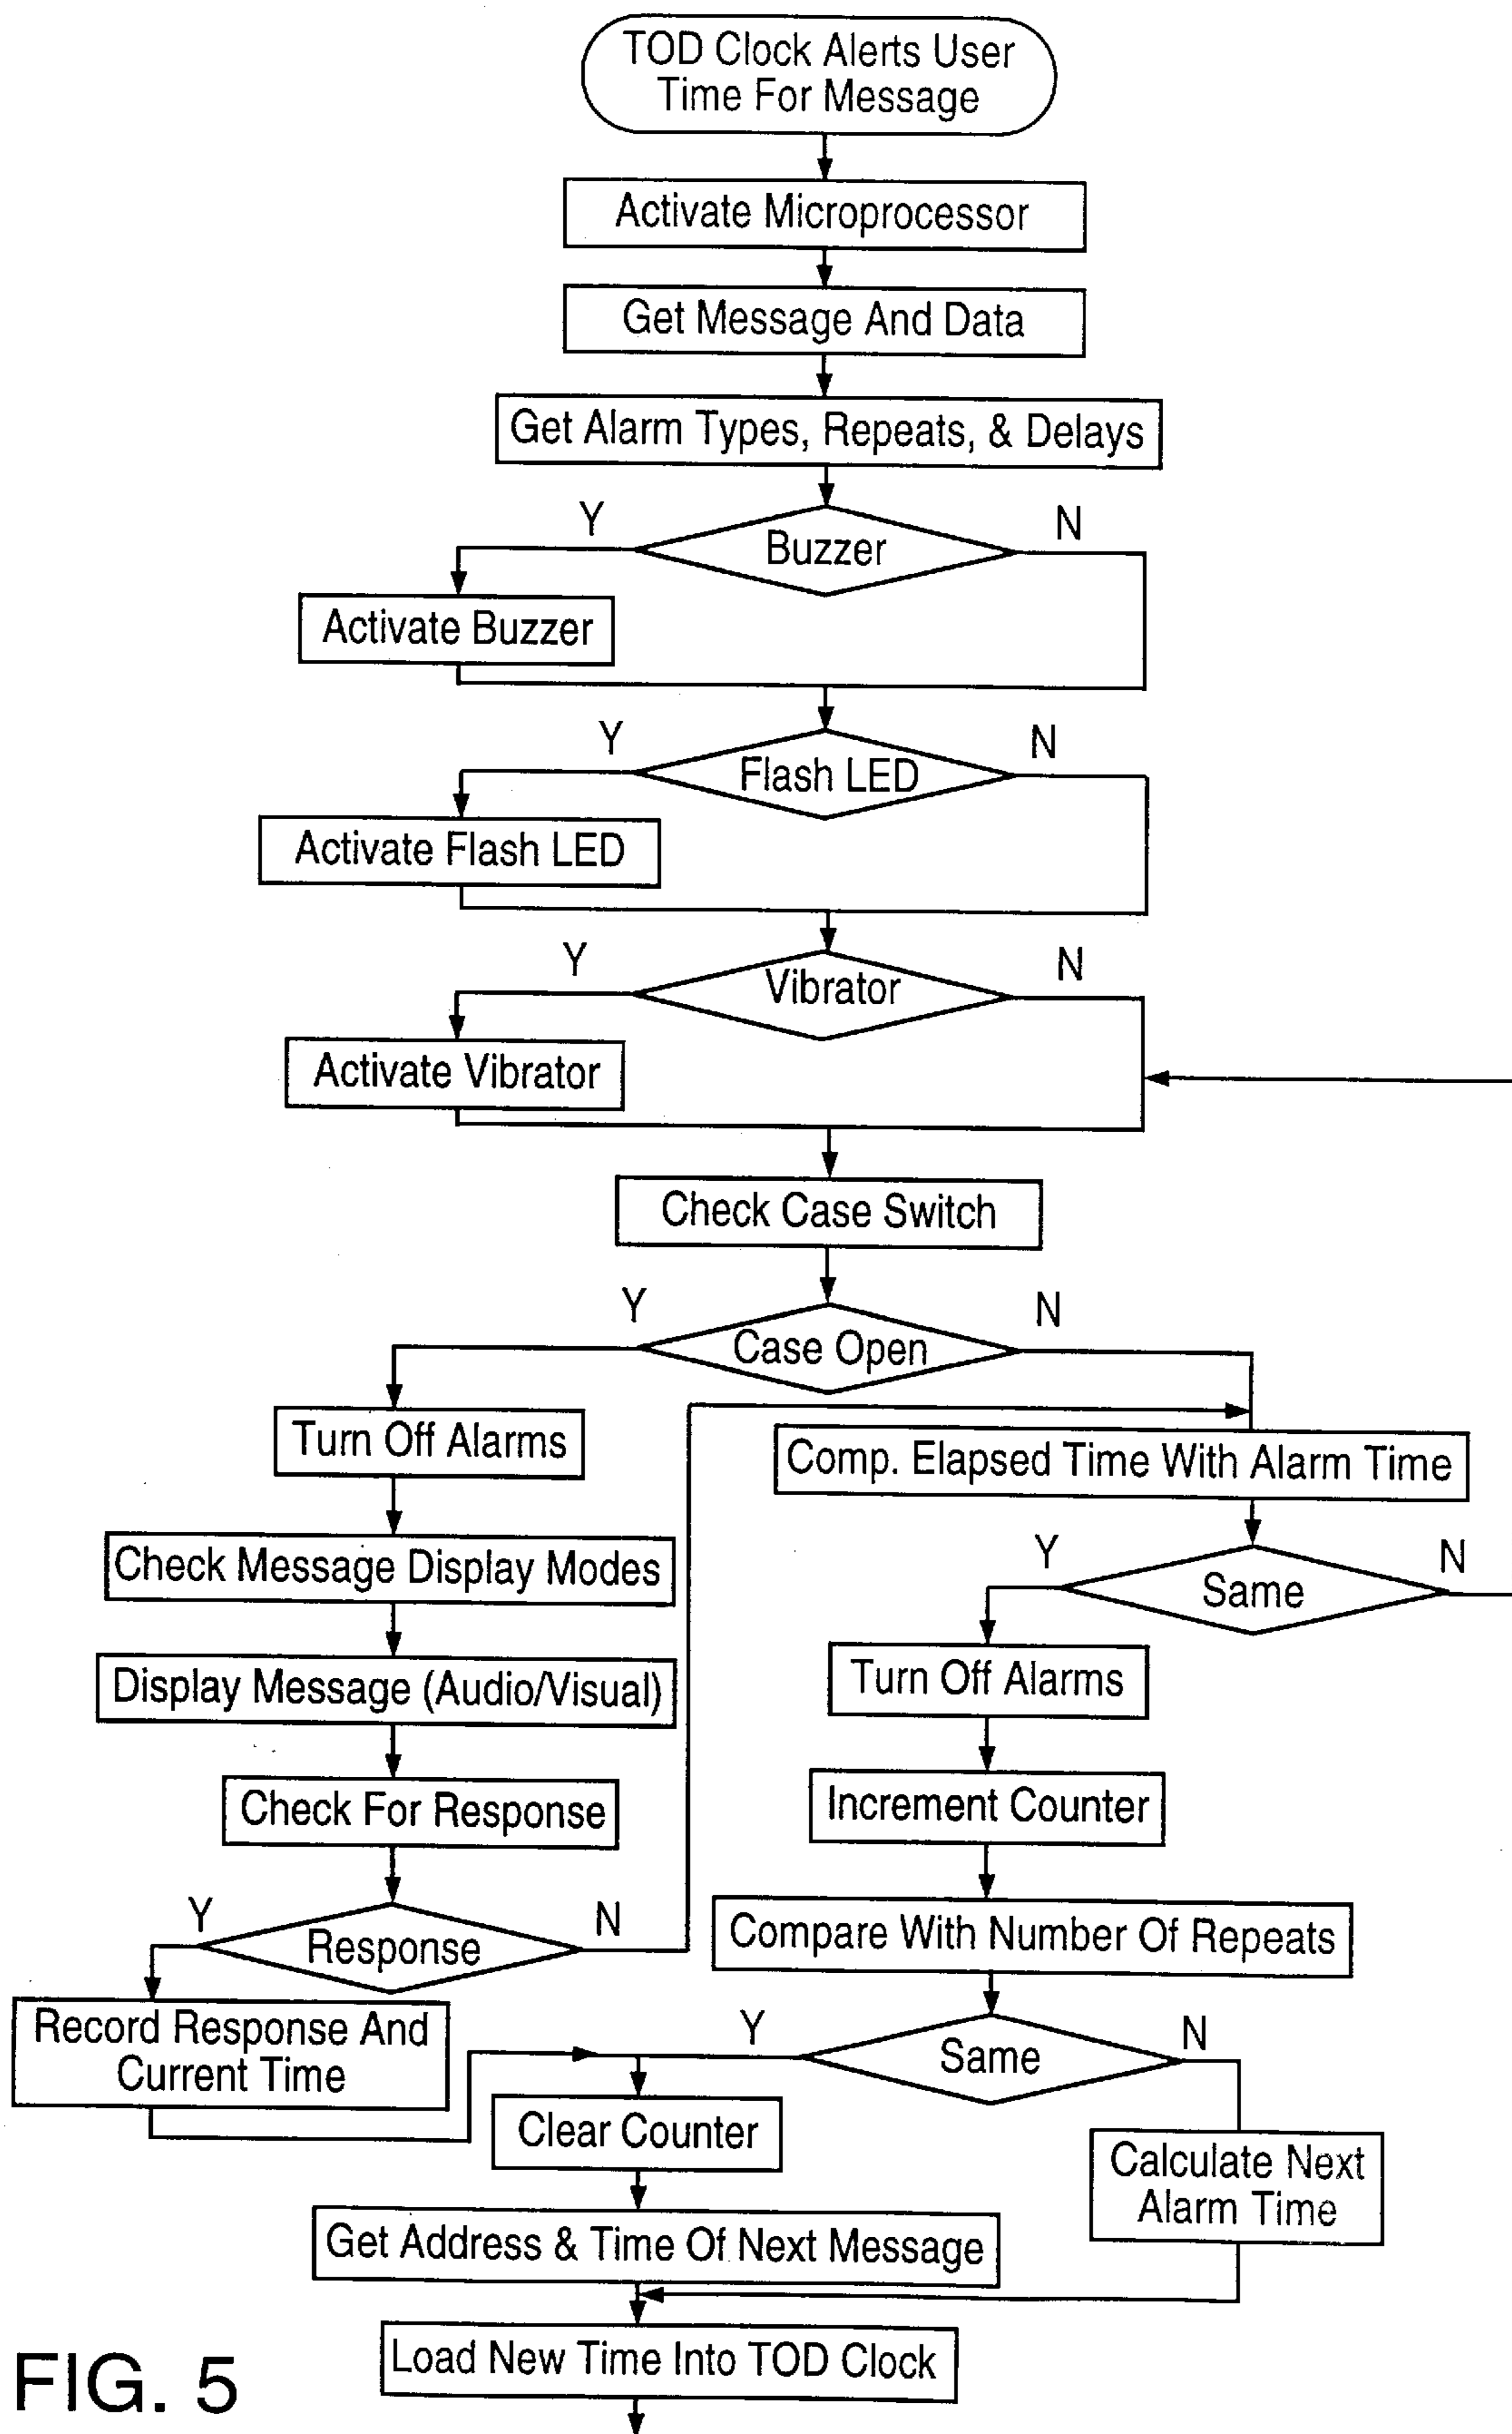 TOD Clock Alerts User
Time For Message
Activate Microprocessor
Get Message And Data
Get Alarm Types, Repeats, & Delays
Y
N
Buzzer
Activate Buzzer
Y
N
Flash LED
Activate Flash LED
Y
N
Vibrator
Activate Vibrator
Check Case Switch
Y
N
Case Open
Turn Off Alarms
Comp. Elapsed Time With Alarm Time
Check Message Display Modes
Y
N
Same
Display Message (Audio/Visual)
Turn Off Alarms
Check For Response
Increment Counter
Y
N
Response
Compare With Number Of Repeats
Record Response And
Current Time
Y
N
Same
Clear Counter
Calculate Next
Alarm Time
Get Address & Time Of Next Message
Load New Time Into TOD Clock
FIG. 5